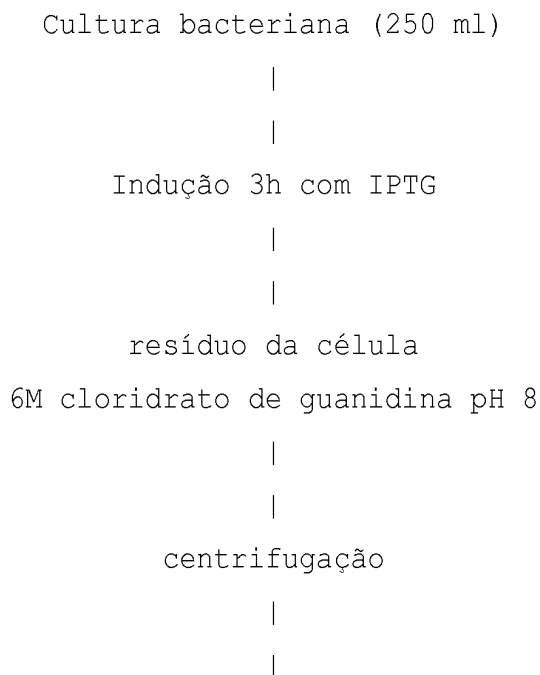 Cultura bacteriana (250 ml)
|
|
Indução 3h com IPTG
|
|
resíduo da célula
6M cloridrato de guanidina pH 8
|
|
centrifugação
|
|